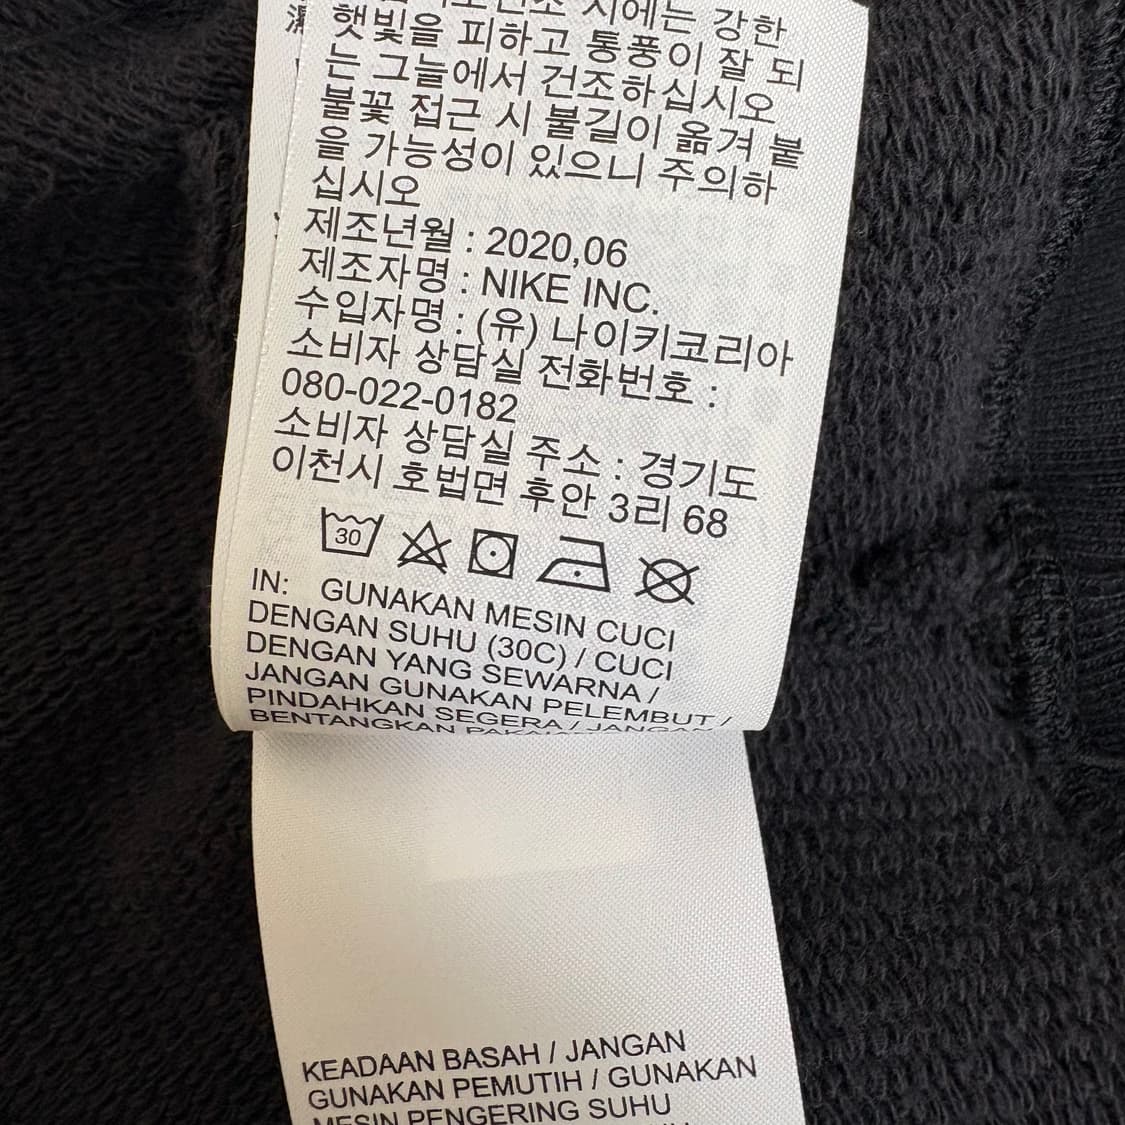 시에는 강한
햇빛을 피하고 통풍이 잘 되
는 그늘에서 건조하십시오
불꽃 접근 시 불길이 옮겨 붙
을 가능성이 있으니 주의하
십시오
제조년월 : 2020,06
제조자명 : NIKE INC.
수입자명 : (유) 나이키코리아
소비자 상담실 전화번호 :
080-022-0182
소비자 상담실 주소 : 경기도
이천시 호법면 후안 3리 68
30
IN: GUNAKAN MESIN CUCI
DENGAN SUHU (30C) / CUCI
DENGAN YANG SEWARNA /
JANGAN GUNAKAN PELEMBUT /
PINDAHKAN SEGERA / JANGAN
BENTANGKAN
KEADAAN BASAH / JANGAN
GUNAKAN PEMUTIH / GUNAKAN
MESIN PENGERING SUHU